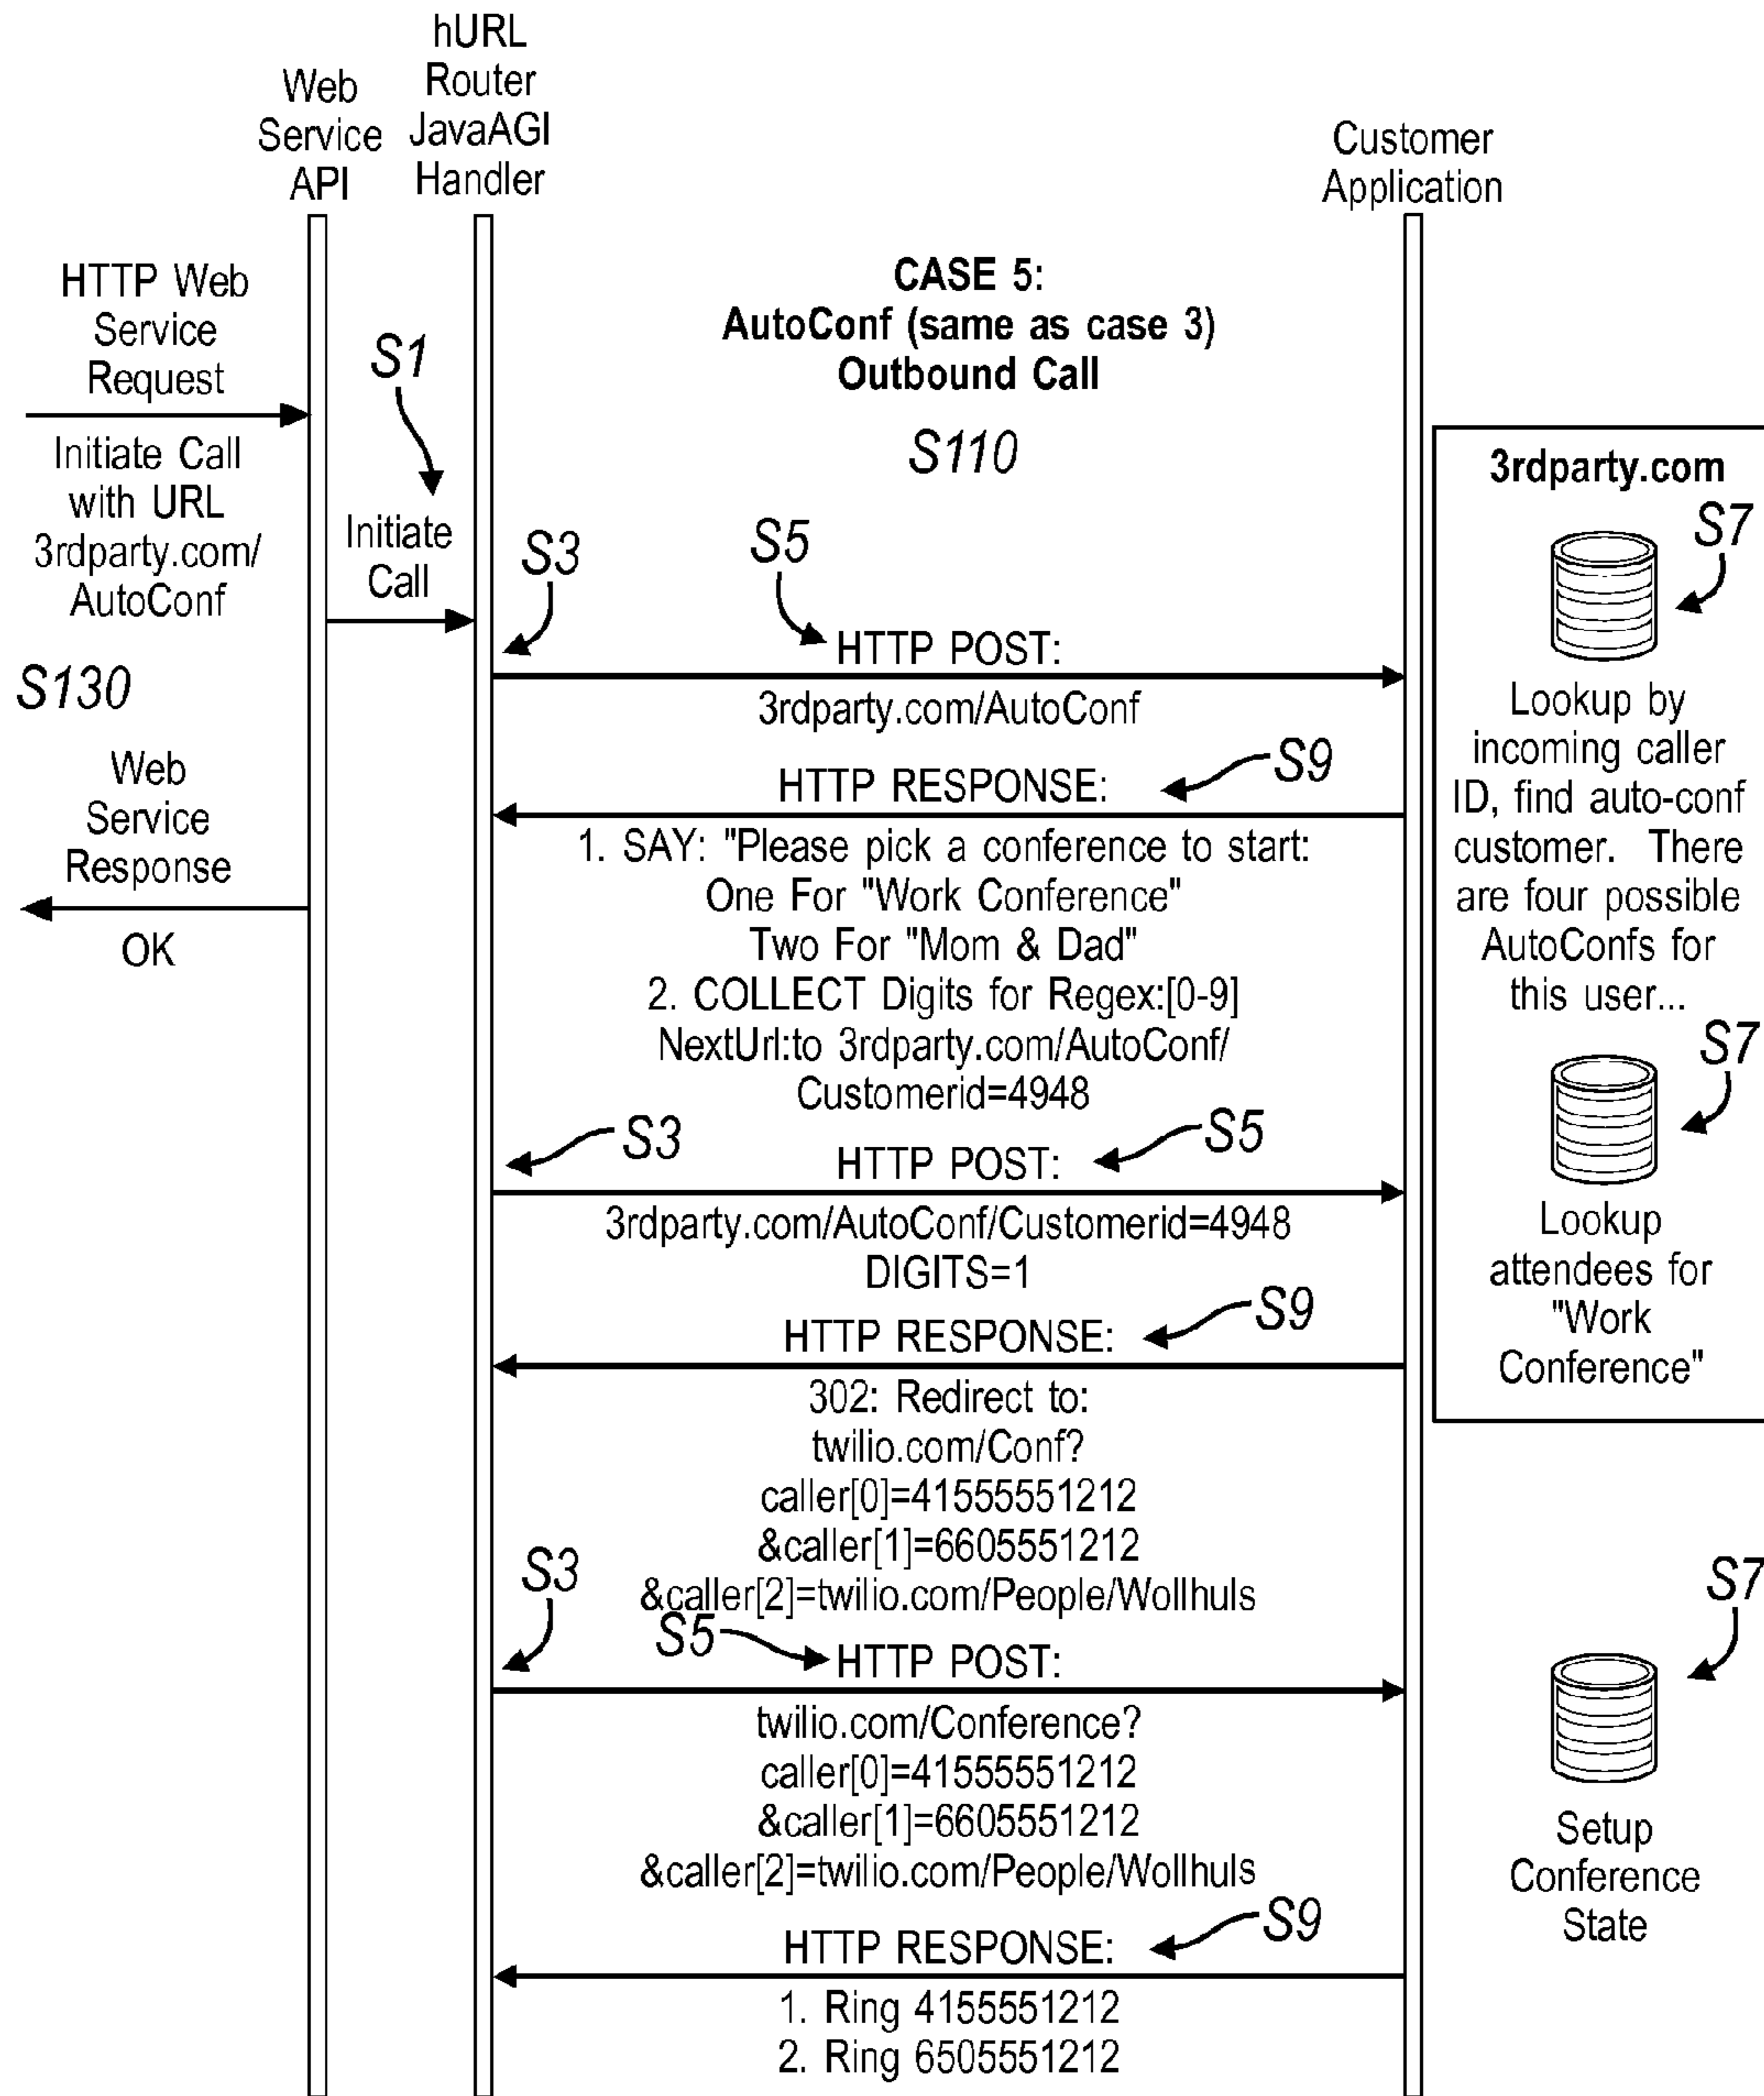 hURL
Router
JavaAGI
Handler
Web
Service
API
Customer
Application
HTTP Web
Service
Request
Initiate Call
with URL
3rdparty.com/
AutoConf
S130
Web
Service
Response
OK
S1
Initiate
Call
CASE 5:
AutoConf (same as case 3)
Outbound Call
S110
S3
S5
HTTP POST:
3rdparty.com/AutoConf
HTTP RESPONSE:
S9
1. SAY: "Please pick a conference to start:
One For "Work Conference"
Two For "Mom & Dad"
2. COLLECT Digits for Regex:[0-9]
NextUrl:to 3rdparty.com/AutoConf/
Customerid=4948
S3
HTTP POST:
S5
3rdparty.com/AutoConf/Customerid=4948
DIGITS=1
HTTP RESPONSE:
S9
302: Redirect to:
twilio.com/Conf?
caller[0]=41555551212
&caller[1]=6605551212
&caller[2]=twilio.com/People/Wollhuls
S3
S5
HTTP POST:
twilio.com/Conference?
caller[0]=41555551212
&caller[1]=6605551212
&caller[2]=twilio.com/People/Wollhuls
HTTP RESPONSE:
S9
1. Ring 4155551212
2. Ring 6505551212
3rdparty.com
S7
Lookup by
incoming caller
ID, find auto-conf
customer. There
are four possible
AutoConfs for
this user...
S7
Lookup
attendees for
"Work
Conference"
S7
Setup
Conference
State